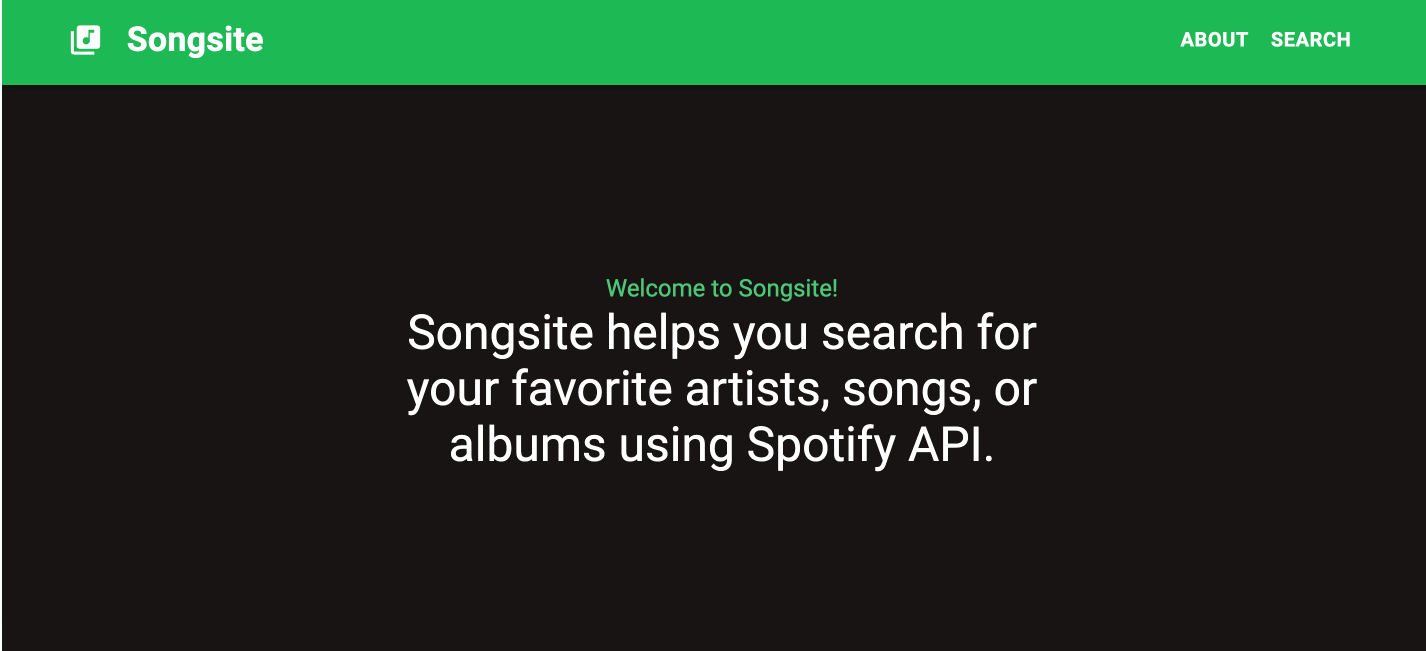 Songsite
ABOUT SEARCH
Welcome to Songsite!
Songsite helps you search for
your favorite artists, songs, or
albums using Spotify API.